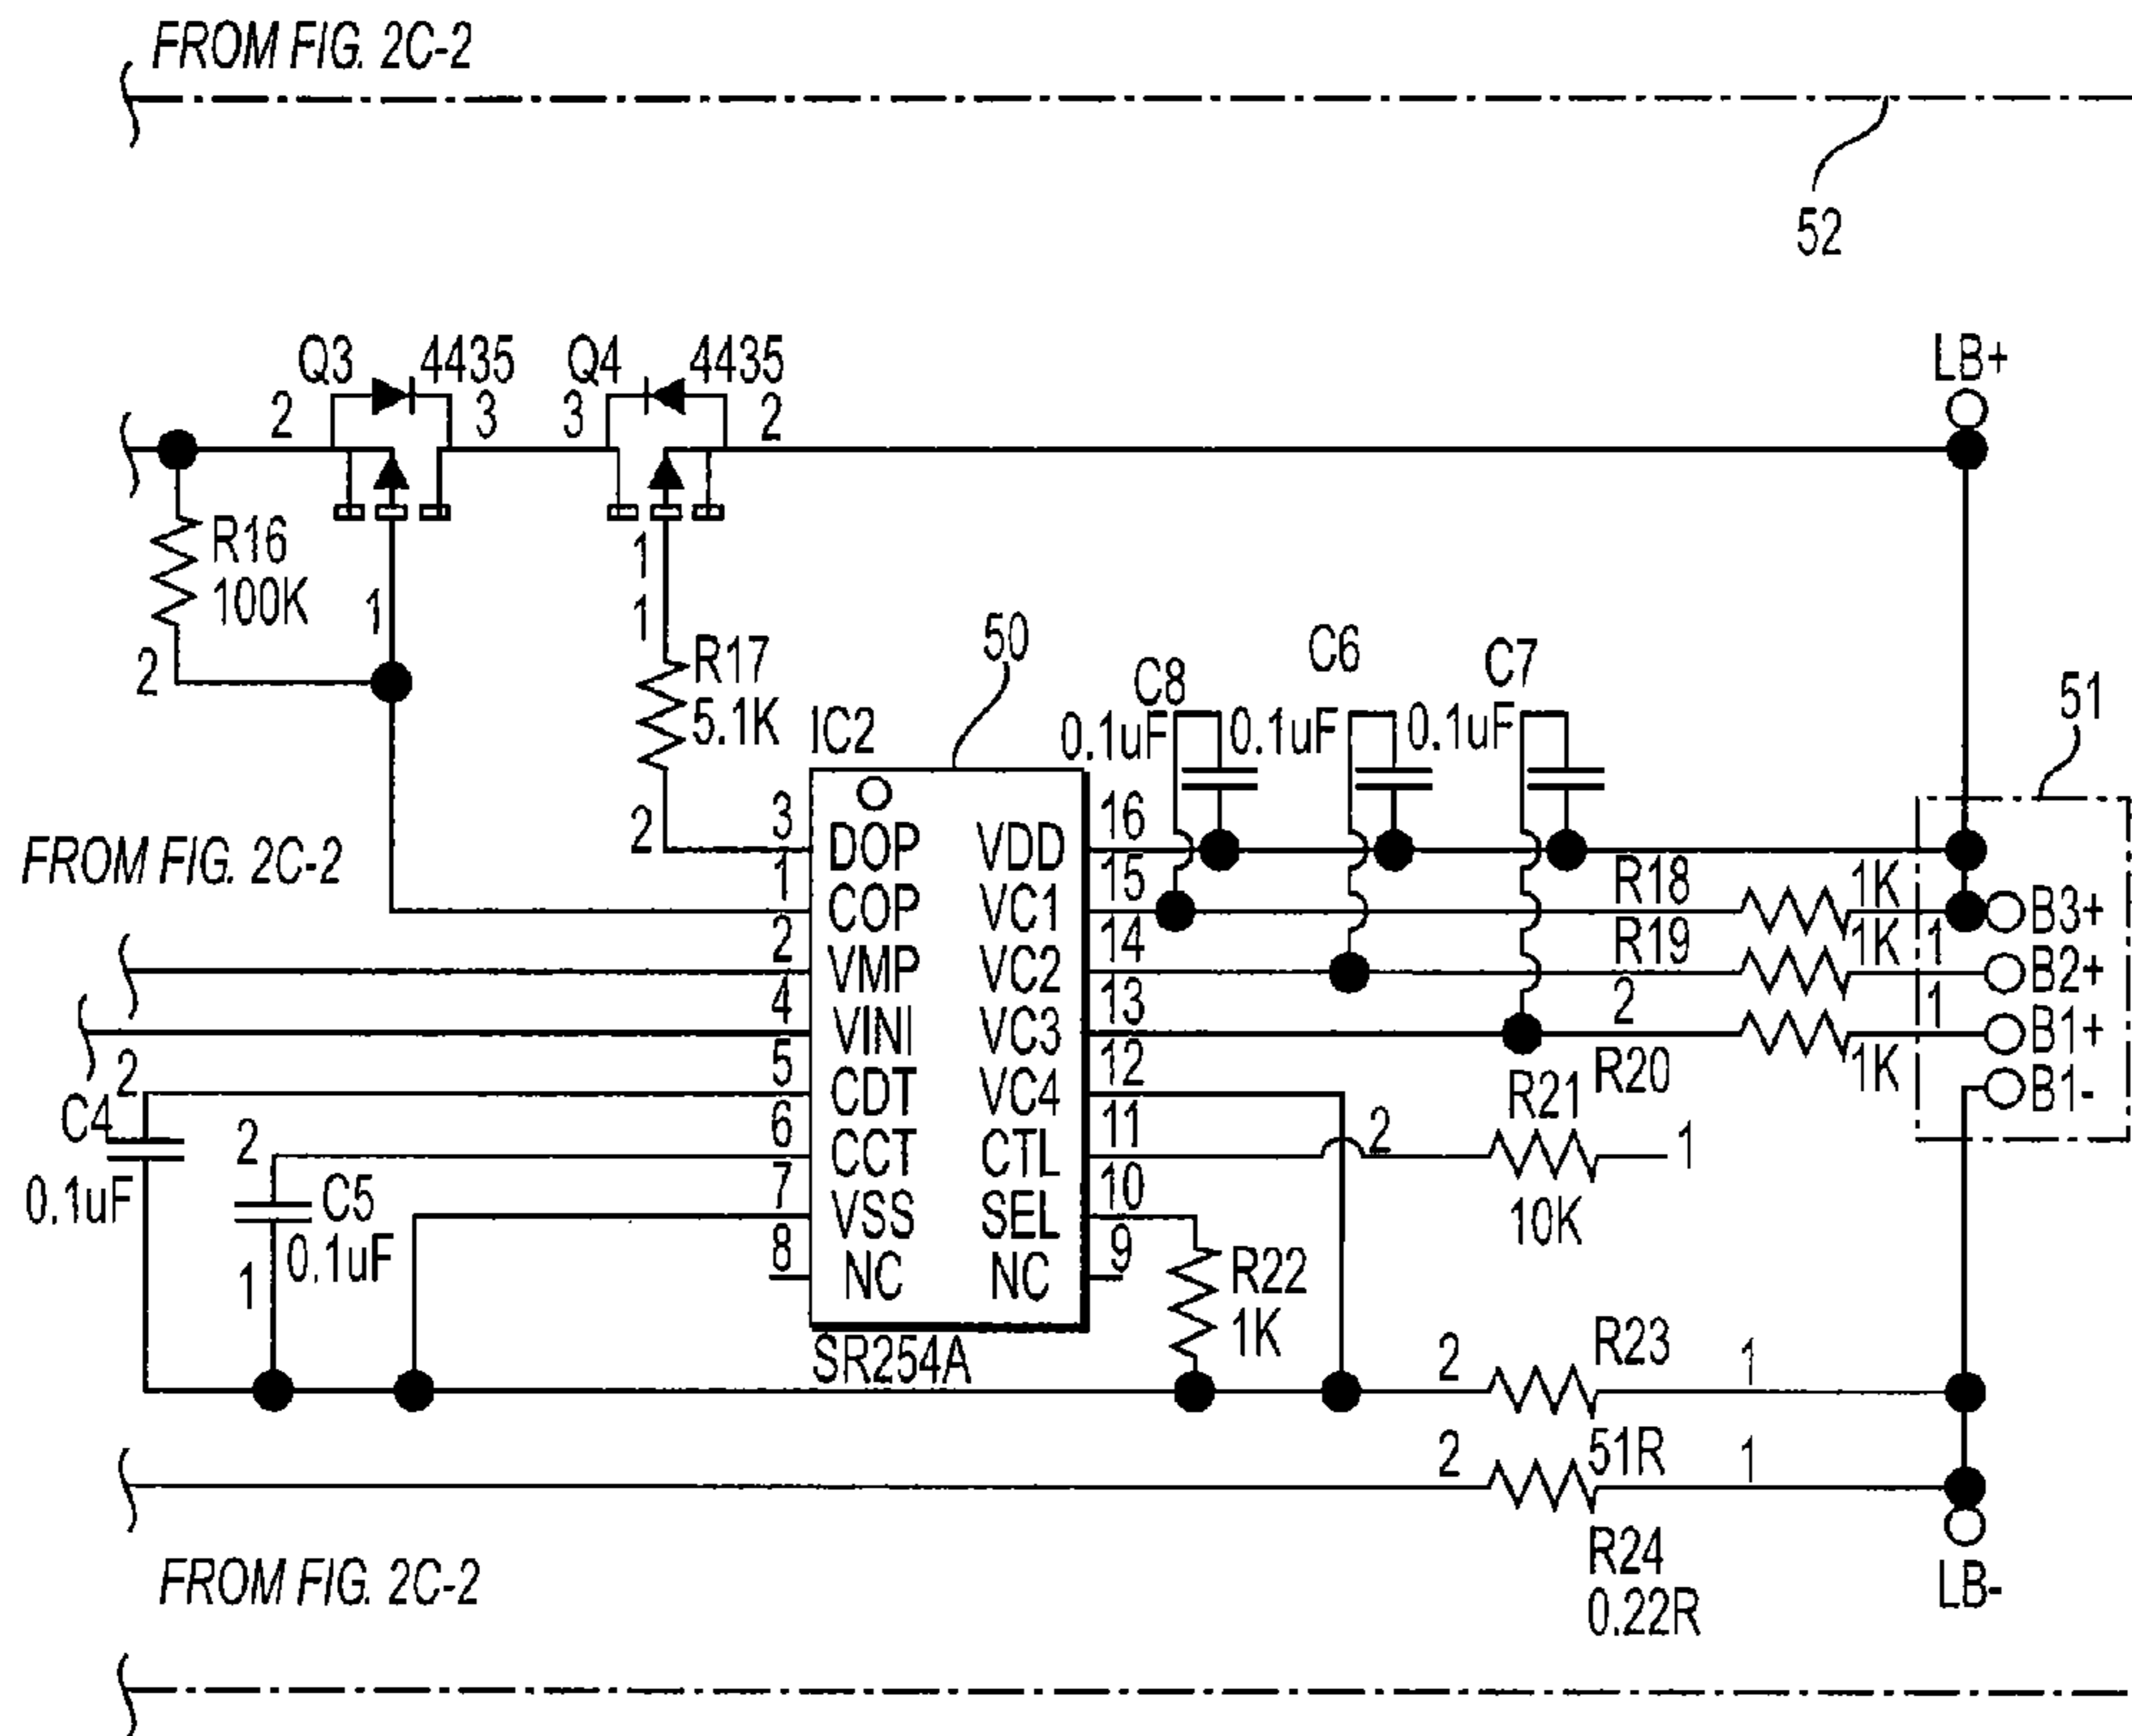 FROM FIG. 2C-2
52
Q3 4435 Q4 4435
LB+
2 3 3 2
R16
100K
1
1
1
2
R17
5.1K
2
50
C8
0.1uF
C6
0.1uF
C7
0.1uF
51
IC2
3 DOP VDD 16
1 COP VC1 15
2 VMP VC2 14
4 VINI VC3 13
5 CDT VC4 12
6 CCT CTL 11
7 VSS SEL 10
8 NC NC 9
SR254A
FROM FIG. 2C-2
R18 1K
B3+
R19 1K 1
B2+
2 1
B1+
R20 1K
B1-
2
C4
0.1uF
2
C5
0.1uF
1
R21
2 1
10K
R22
1K
2 R23 1
51R
2 1
R24
0.22R
LB-
FROM FIG. 2C-2